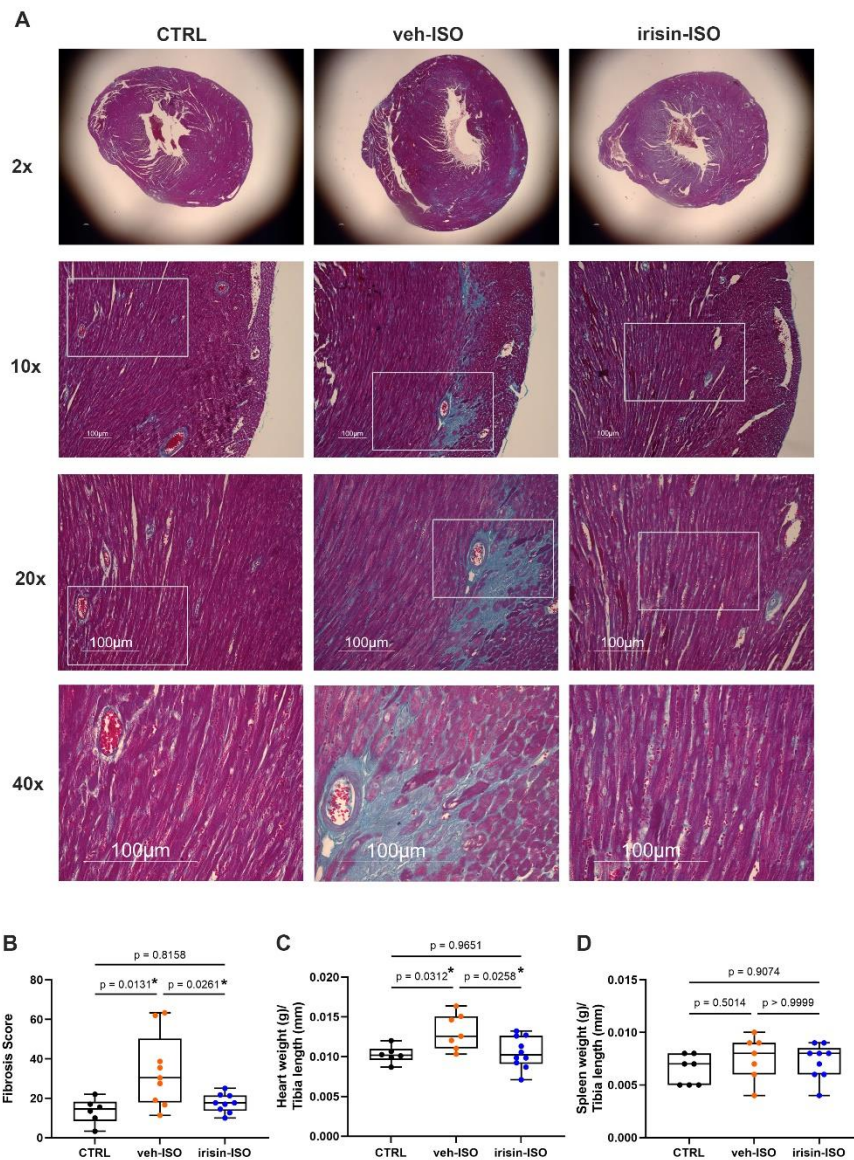 A
CTRL veh-ISO irisin-ISO
2x
10x
100µm 100µm 100µm
20x
100µm 100µm 100µm
40x
100µm 100µm 100µm
B
p = 0.8158
p = 0.0131* p = 0.0261*
Fibrosis Score
80
60
40
20
0
CTRL veh-ISO irisin-ISO
C
p = 0.9651
p = 0.0312* p = 0.0258*
Heart weight (g)/
Tibia length (mm)
0.020
0.015
0.010
0.005
0.000
CTRL veh-ISO irisin-ISO
D
p = 0.9074
p = 0.5014 p > 0.9999
Spleen weight (g)/
Tibia length (mm)
0.015
0.010
0.005
0.000
CTRL veh-ISO irisin-ISO